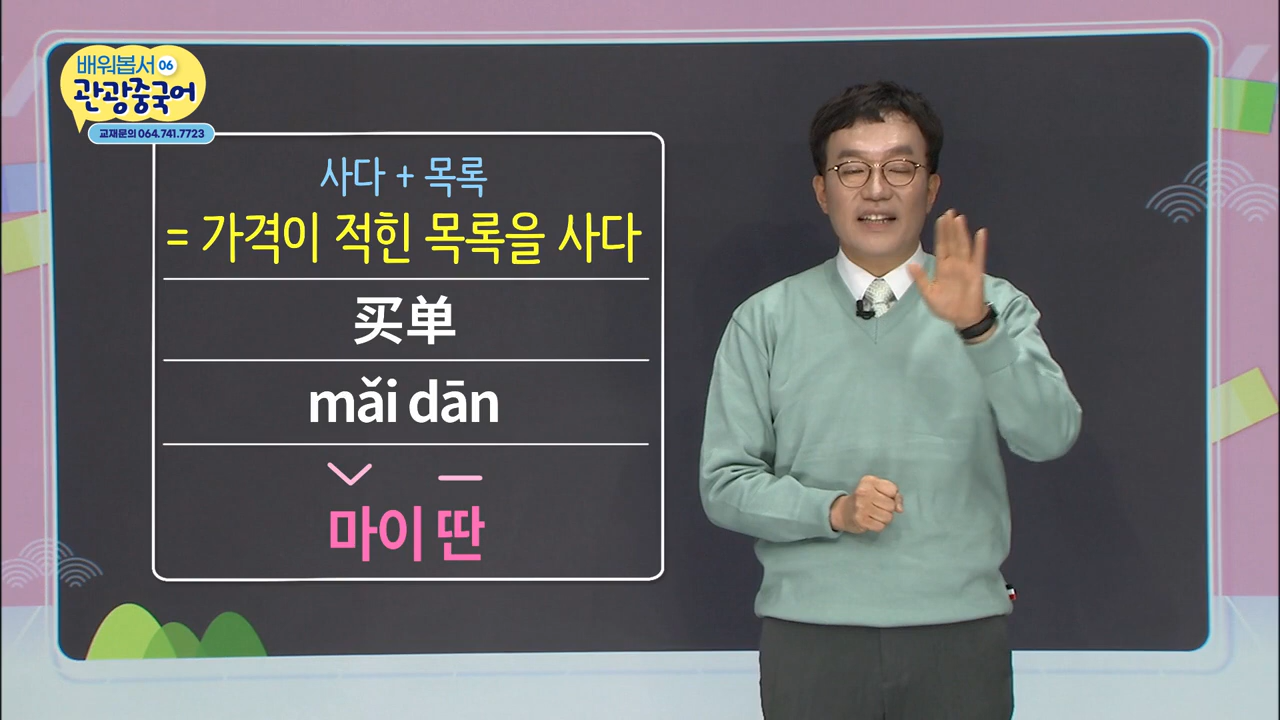 배워봅서 06
관광중국어
교재문의 064.741.7723
사다 + 목록
= 가격이 적힌 목록을 사다
买单
mǎi dān
마이 딴